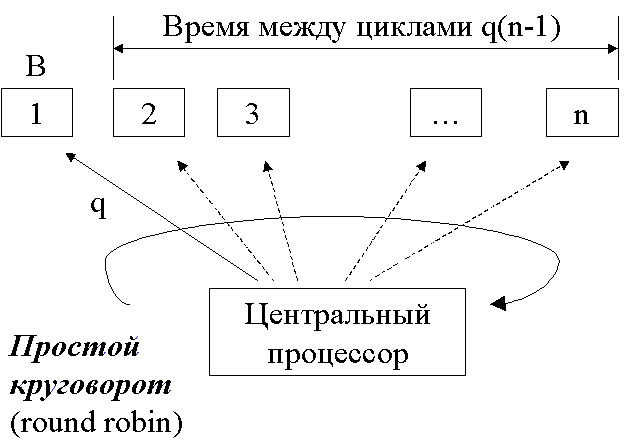 Время между циклами q(n-1)
В
1
2
3
...
n
q
Центральный
процессор
Простой
круговорот
(round robin)